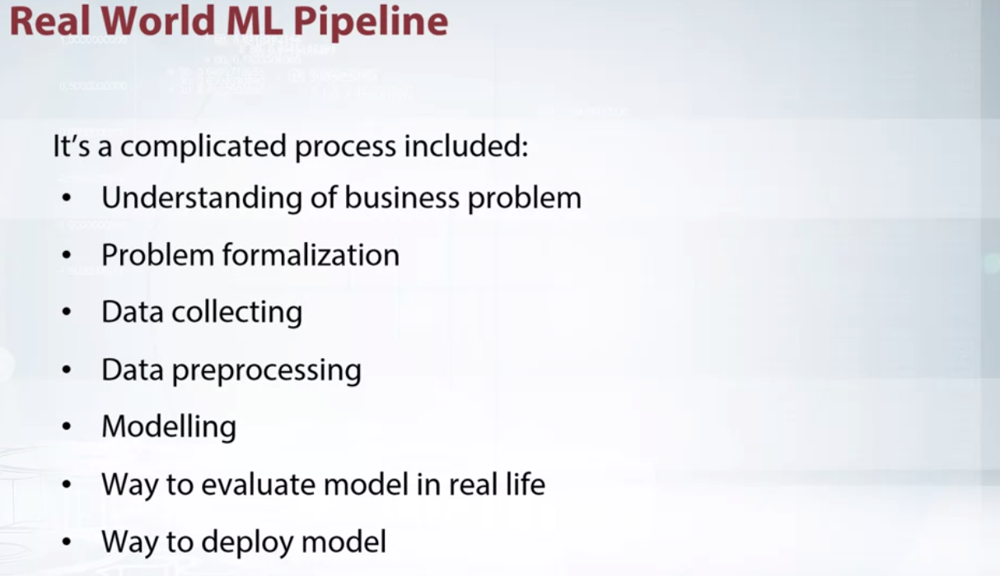 Real World ML Pipeline
It's a complicated process included:
• Understanding of business problem
• Problem formalization
• Data collecting
• Data preprocessing
• Modelling
• Way to evaluate model in real life
• Way to deploy model